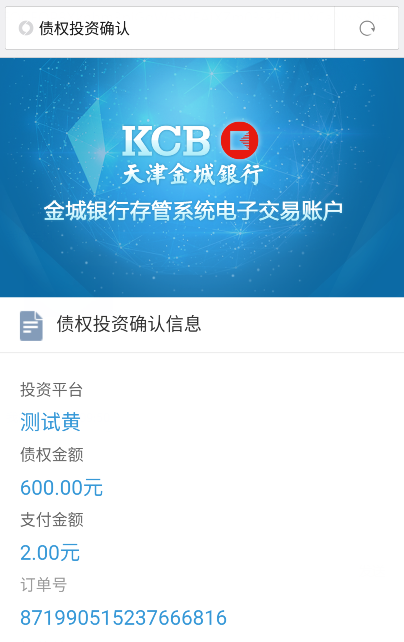 债权投资确认
KCB
天津金城銀行
金城银行存管系统电子交易账户
债权投资确认信息
投资平台
测试黄
债权金额
600.00元
支付金额
2.00元
订单号
871990515237666816